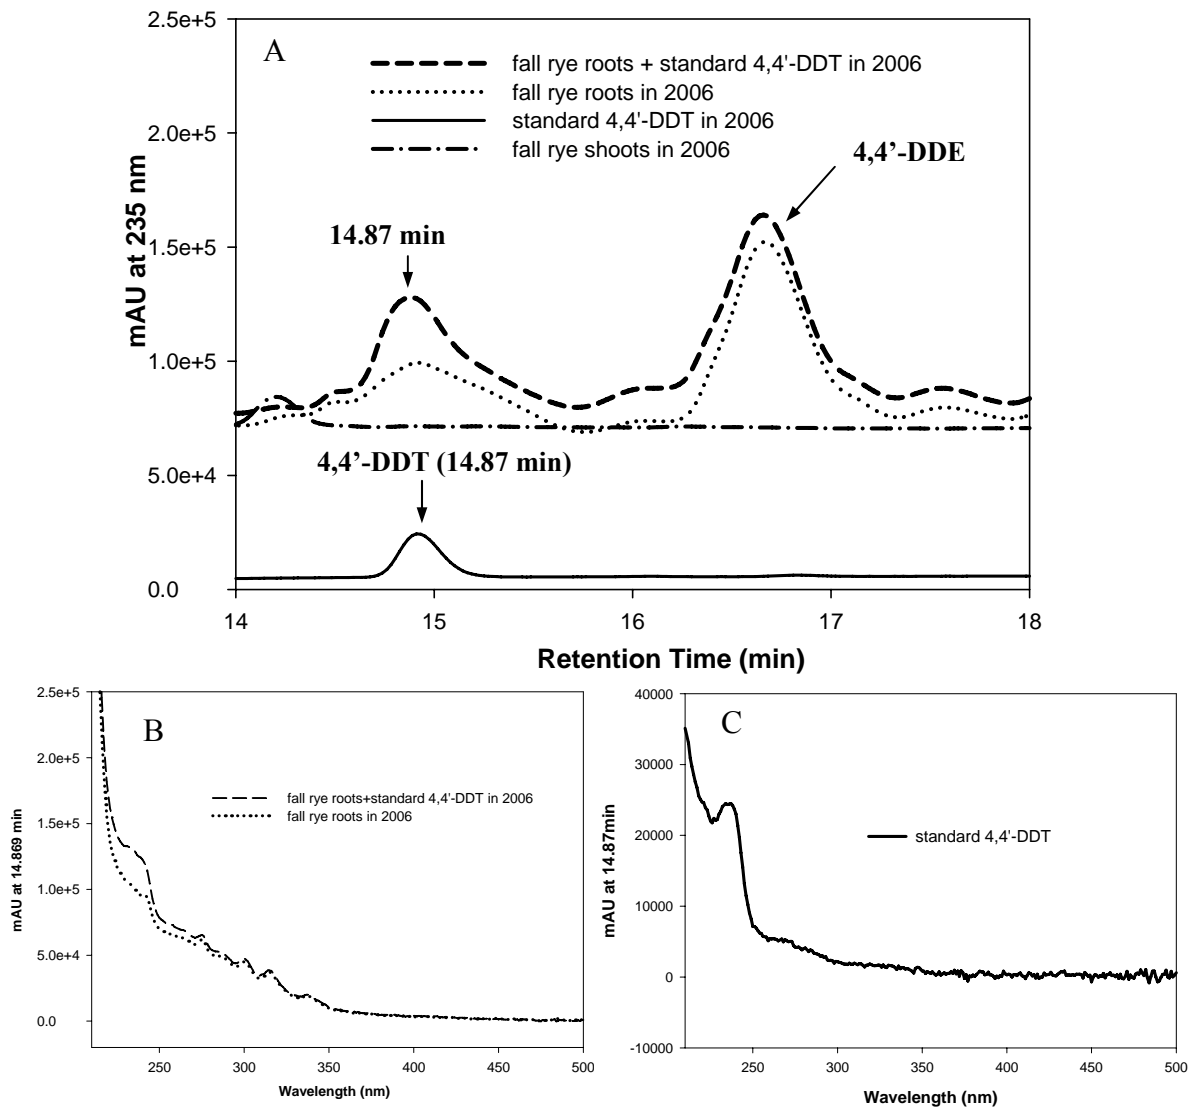 2.5e+5
A
fall rye roots + standard 4,4'-DDT in 2006
fall rye roots in 2006
standard 4,4'-DDT in 2006
fall rye shoots in 2006
2.0e+5
4,4’-DDE
14.87 min
1.5e+5
mAU at 235 nm
1.0e+5
4,4’-DDT (14.87 min)
5.0e+4
0.0
14 15 16 17 18
Retention Time (min)
2.5e+5
B
2.0e+5
fall rye roots+standard 4,4'-DDT in 2006
fall rye roots in 2006
1.5e+5
mAU at 14.869 min
1.0e+5
5.0e+4
0.0
250 300 350 400 450 500
Wavelength (nm)
40000
C
30000
standard 4,4'-DDT
20000
mAU at 14.87min
10000
0
-10000
250 300 350 400 450 500
Wavelength (nm)